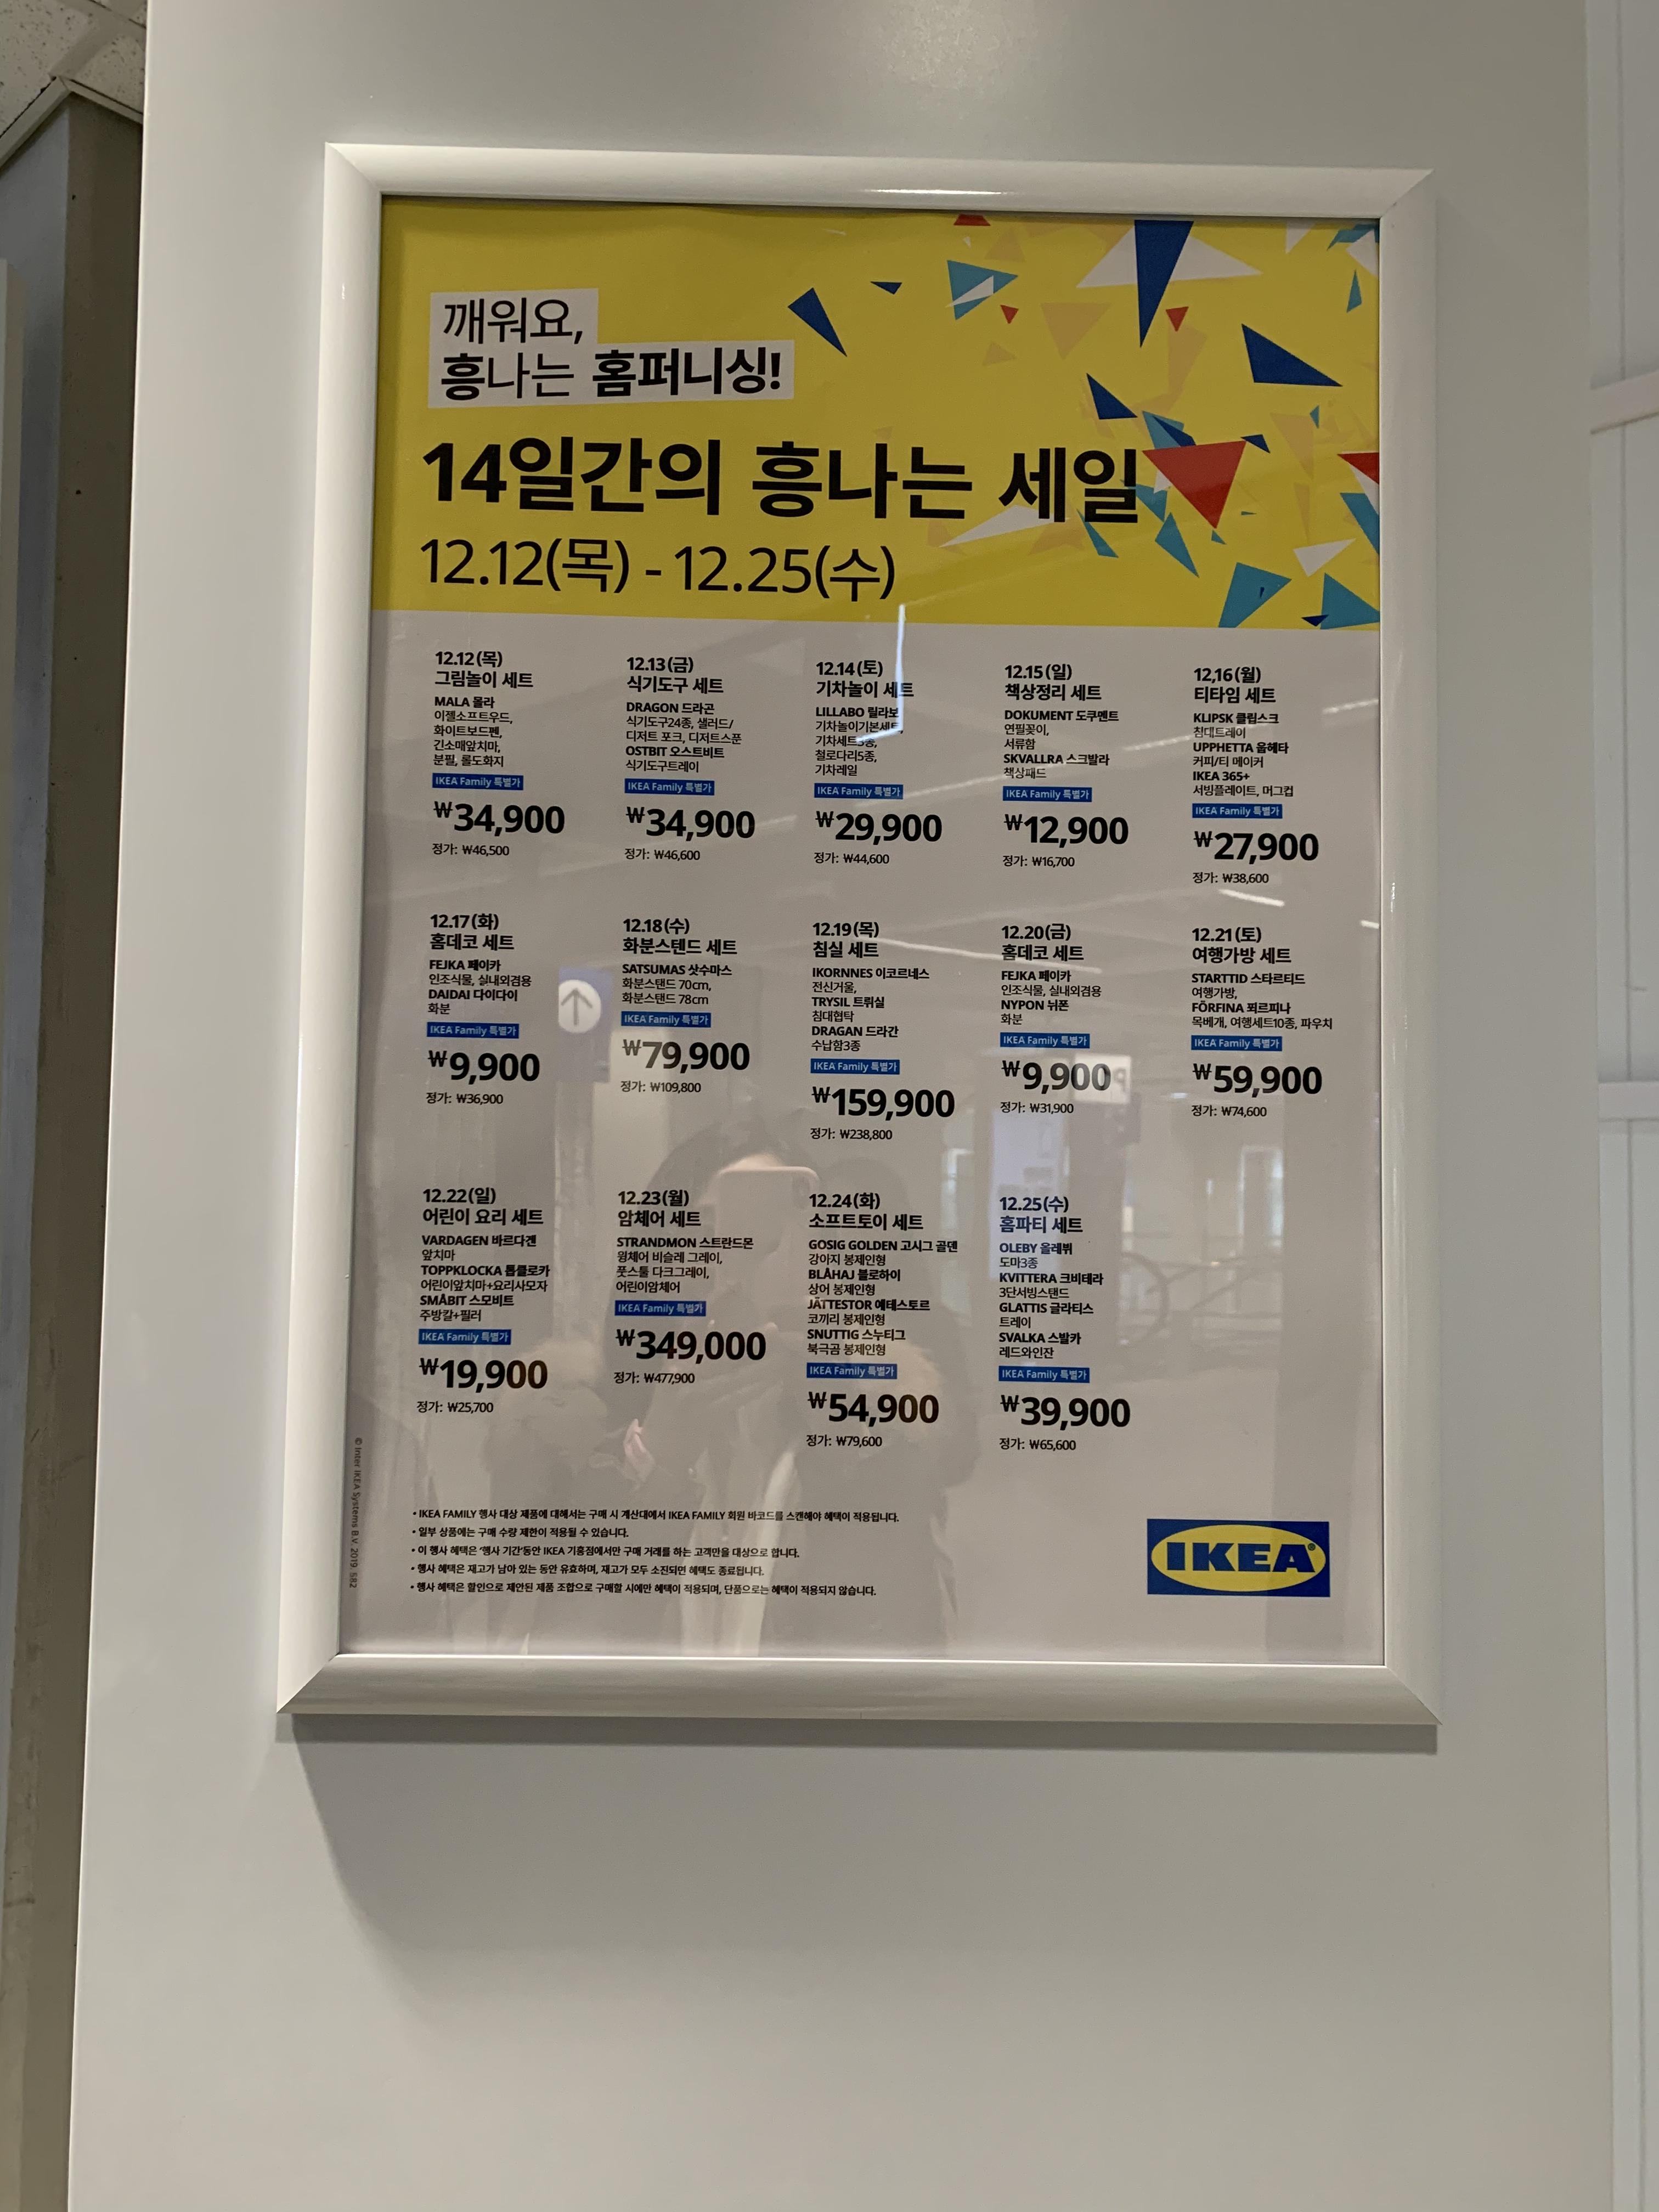 깨워요,
흥나는 홈퍼니싱!
14일간의 흥나는 세일
12.12(목) - 12.25(수)
12.12(목)
그림놀이 세트
MALA 몰라
이젤소프트우드,
화이트보드펜,
긴소매앞치마,
분필, 롤도화지
IKEA Family 특별가
₩34,900
정가: ₩46,500
12.13(금)
식기도구 세트
DRAGON 드라곤
식기도구24종, 샐러드/
디저트 포크, 디저트스푼
OSTBIT 오스트비트
식기도구트레이
IKEA Family 특별가
₩34,900
정가: ₩46,600
12.14(토)
기차놀이 세트
LILLABO 릴라보
기차놀이기본세트,
기차세트3종,
철로다리5종,
기차레일
IKEA Family 특별가
₩29,900
정가: ₩44,600
12.15(일)
책상정리 세트
DOKUMENT 도쿠멘트
연필꽂이,
서류함
SKVALLRA 스크발라
책상패드
IKEA Family 특별가
₩12,900
정가: ₩16,700
12,16(월)
티타임 세트
KLIPSK 클립스크
침대트레이
UPPHETTA 웁헤타
커피/티 메이커
IKEA 365+
서빙플레이트, 머그컵
IKEA Family 특별가
₩27,900
정가: ₩38,600
12.17(화)
홈데코 세트
FEJKA 페이카
인조식물, 실내외겸용
DAIDAI 다이다이
화분
IKEA Family 특별가
₩9,900
정가: ₩36,900
12.18(수)
화분스텐드 세트
SATSUMAS 삿수마스
화분스탠드 70cm,
화분스탠드 78cm
IKEA Family 특별가
₩79,900
정가: ₩109,800
12.19(목)
침실 세트
IKORNNES 이코르네스
전신거울,
TRYSIL 트뤼실
침대협탁
DRAGAN 드라간
수납함3종
IKEA Family 특별가
₩159,900
정가: ₩238,800
12.20(금)
홈데코 세트
FEJKA 페이카
인조식물, 실내외겸용
NYPON 뉘폰
화분
IKEA Family 특별가
₩9,900
정가: ₩31,900
12.21(토)
여행가방 세트
STARTTID 스타르티드
여행가방,
FÖRFINA 푀르피나
목베개, 여행세트10종, 파우치
IKEA Family 특별가
₩59,900
정가: ₩74,600
12.22(일)
어린이 요리 세트
VARDAGEN 바르다겐
앞치마
TOPPKLOCKA 톱클로카
어린이앞치마+요리사모자
SMÅBIT 스모비트
주방칼+필러
IKEA Family 특별가
₩19,900
정가: ₩25,700
12.23(월)
암체어 세트
STRANDMON 스트란드몬
윙체어 비슬레 그레이,
풋스툴 다크그레이,
어린이암체어
IKEA Family 특별가
₩349,000
정가: ₩477,900
12.24(화)
소프트토이 세트
GOSIG GOLDEN 고시그 골덴
강아지 봉제인형
BLÅHAJ 블로하이
상어 봉제인형
JÄTTESTOR 예테스토르
코끼리 봉제인형
SNUTTIG 스누티그
북극곰 봉제인형
IKEA Family 특별가
₩54,900
정가: ₩79,600
12.25(수)
홈파티 세트
OLEBY 올레뷔
도마3종
KVITTERA 크비테라
3단서빙스탠드
GLATTIS 글라티스
트레이
SVALKA 스발카
레드와인잔
IKEA Family 특별가
₩39,900
정가: ₩65,600
• IKEA FAMILY 행사 대상 제품에 대해서는 구매 시 계산대에서 IKEA FAMILY 회원 바코드를 스캔해야 혜택이 적용됩니다.
• 일부 상품에는 구매 수량 제한이 적용될 수 있습니다.
• 이 행사 혜택은 '행사 기간'동안 IKEA 기흥점에서만 구매 거래를 하는 고객만을 대상으로 합니다.
• 행사 혜택은 재고가 남아 있는 동안 유효하며, 재고가 모두 소진되면 혜택도 종료됩니다.
• 행사 혜택은 할인으로 제안된 제품 조합으로 구매할 시에만 혜택이 적용되며, 단품으로는 혜택이 적용되지 않습니다.
© Inter IKEA Systems B.V. 2019. SR2
IKEA®